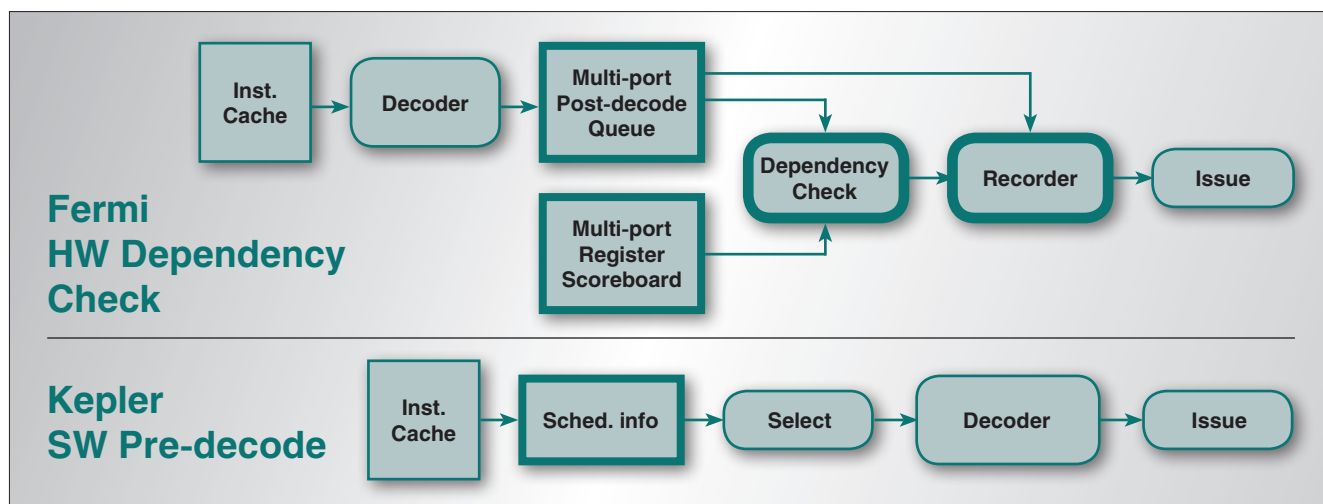 Inst.
Cache
Decoder
Multi-port
Post-decode
Queue
Dependency
Check
Recorder
Issue
Multi-port
Register
Scoreboard
Fermi
HW Dependency
Check
Kepler
SW Pre-decode
Inst.
Cache
Sched. info
Select
Decoder
Issue